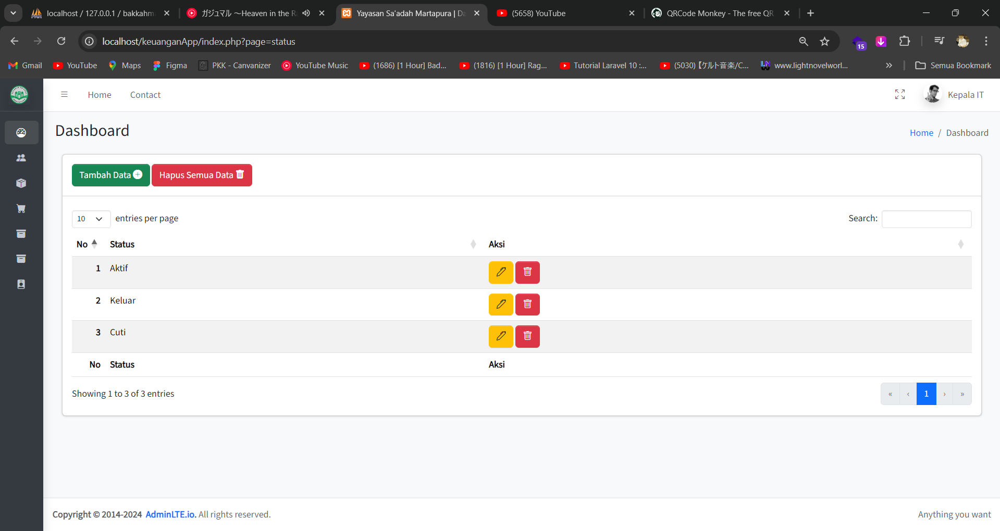 localhost / 127.0.0.1 / bakkahm
ガジュマル ～Heaven in the R
Yayasan Sa'adah Martapura | Da
(5658) YouTube
QRCode Monkey - The free QR
localhost/keuanganApp/index.php?page=status
15
Gmail
YouTube
Maps
Figma
PKK - Canvanizer
YouTube Music
(1686) [1 Hour] Bad...
(1816) [1 Hour] Rag...
Tutorial Laravel 10 :...
(5030)【ケルト音楽/C...
www.lightnovelworl...
»
Semua Bookmark
Home
Contact
Kepala IT
Dashboard
Home / Dashboard
Tambah Data
Hapus Semua Data
10 entries per page
Search:
No Status Aksi
1 Aktif
2 Keluar
3 Cuti
No Status Aksi
Showing 1 to 3 of 3 entries
« ‹ 1 › »
Copyright © 2014-2024 AdminLTE.io. All rights reserved.
Anything you want